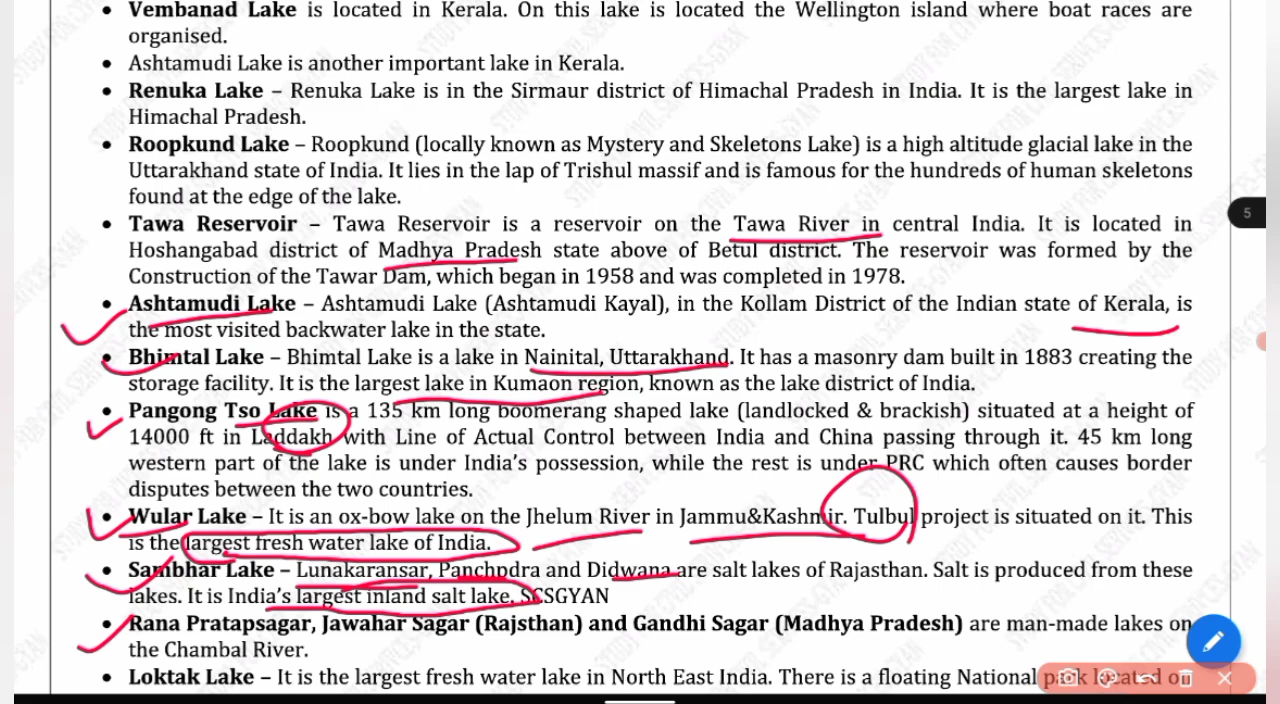 • Vembanad Lake is located in Kerala. On this lake is located the Wellington island where boat races are
organised.
• Ashtamudi Lake is another important lake in Kerala.
• Renuka Lake – Renuka Lake is in the Sirmaur district of Himachal Pradesh in India. It is the largest lake in
Himachal Pradesh.
• Roopkund Lake – Roopkund (locally known as Mystery and Skeletons Lake) is a high altitude glacial lake in the
Uttarakhand state of India. It lies in the lap of Trishul massif and is famous for the hundreds of human skeletons
found at the edge of the lake.
• Tawa Reservoir – Tawa Reservoir is a reservoir on the Tawa River in central India. It is located in
Hoshangabad district of Madhya Pradesh state above of Betul district. The reservoir was formed by the
Construction of the Tawar Dam, which began in 1958 and was completed in 1978.
• Ashtamudi Lake – Ashtamudi Lake (Ashtamudi Kayal), in the Kollam District of the Indian state of Kerala, is
the most visited backwater lake in the state.
• Bhimtal Lake – Bhimtal Lake is a lake in Nainital, Uttarakhand. It has a masonry dam built in 1883 creating the
storage facility. It is the largest lake in Kumaon region, known as the lake district of India.
• Pangong Tso Lake is a 135 km long boomerang shaped lake (landlocked & brackish) situated at a height of
14000 ft in Laddakh with Line of Actual Control between India and China passing through it. 45 km long
western part of the lake is under India's possession, while the rest is under PRC which often causes border
disputes between the two countries.
• Wular Lake – It is an ox-bow lake on the Jhelum River in Jammu&Kashmir. Tulbul project is situated on it. This
is the largest fresh water lake of India.
• Sambhar Lake – Lunakaransar, Panchpdra and Didwana are salt lakes of Rajasthan. Salt is produced from these
lakes. It is India's largest inland salt lake. SCSGYAN
• Rana Pratapsagar, Jawahar Sagar (Rajsthan) and Gandhi Sagar (Madhya Pradesh) are man-made lakes on
the Chambal River.
• Loktak Lake – It is the largest fresh water lake in North East India. There is a floating National park located on
5